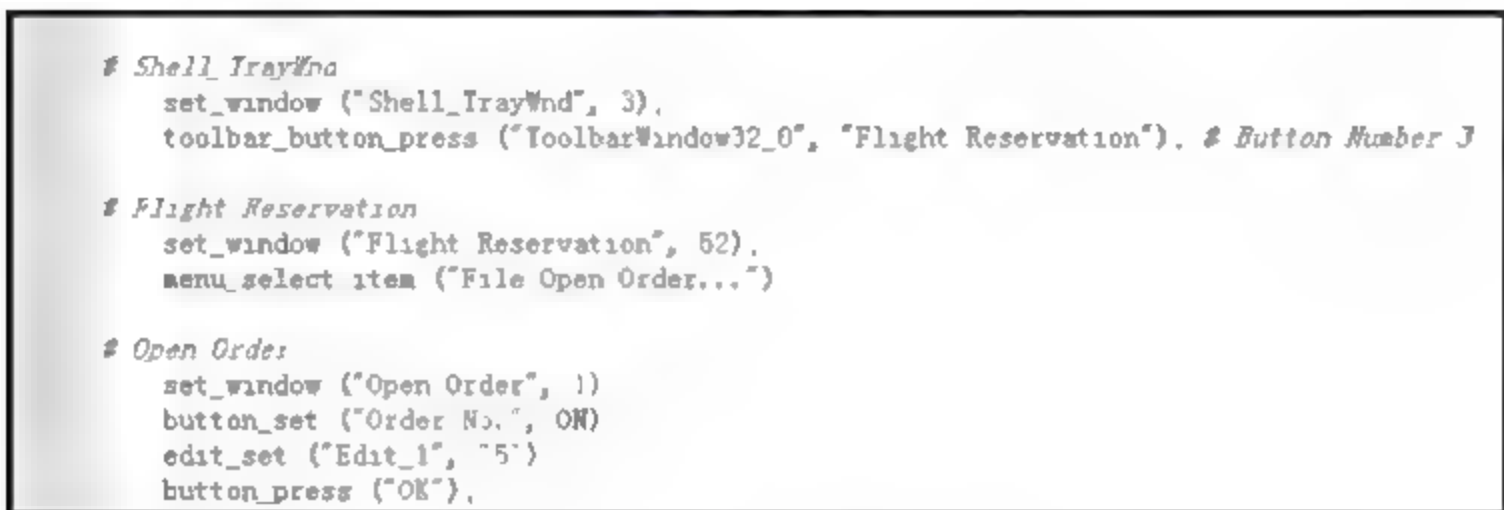 # Shell_TrayWnd
set_window ("Shell_TrayWnd", 3);
toolbar_button_press ("ToolbarWindow32_0", "Flight Reservation"); # Button Number 3
# Flight Reservation
set_window ("Flight Reservation", 52);
menu_select_item ("File Open Order...")
# Open Order
set_window ("Open Order", 1)
button_set ("Order No.", ON)
edit_set ("Edit_1", "5")
button_press ("OK");